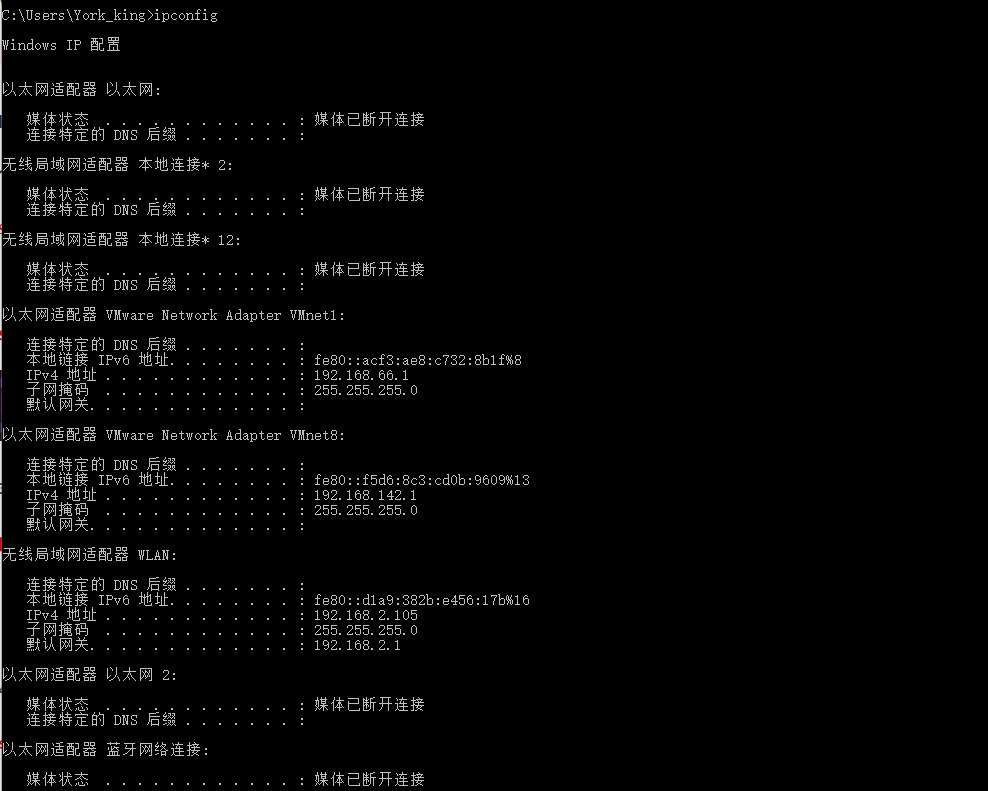 C:\Users\York_king>ipconfig
Windows IP 配置
以太网适配器 以太网:
媒体状态 . . . . . . . . . . . . : 媒体已断开连接
连接特定的 DNS 后缀 . . . . . . . :
无线局域网适配器 本地连接* 2:
媒体状态 . . . . . . . . . . . . : 媒体已断开连接
连接特定的 DNS 后缀 . . . . . . . :
无线局域网适配器 本地连接* 12:
媒体状态 . . . . . . . . . . . . : 媒体已断开连接
连接特定的 DNS 后缀 . . . . . . . :
以太网适配器 VMware Network Adapter VMnet1:
连接特定的 DNS 后缀 . . . . . . . :
本地链接 IPv6 地址. . . . . . . . : fe80::acf3:ae8:c732:8b1f%8
IPv4 地址 . . . . . . . . . . . . : 192.168.66.1
子网掩码 . . . . . . . . . . . . : 255.255.255.0
默认网关. . . . . . . . . . . . . :
以太网适配器 VMware Network Adapter VMnet8:
连接特定的 DNS 后缀 . . . . . . . :
本地链接 IPv6 地址. . . . . . . . : fe80::f5d6:8c3:cd0b:9609%13
IPv4 地址 . . . . . . . . . . . . : 192.168.142.1
子网掩码 . . . . . . . . . . . . : 255.255.255.0
默认网关. . . . . . . . . . . . . :
无线局域网适配器 WLAN:
连接特定的 DNS 后缀 . . . . . . . :
本地链接 IPv6 地址. . . . . . . . : fe80::d1a9:382b:e456:17b%16
IPv4 地址 . . . . . . . . . . . . : 192.168.2.105
子网掩码 . . . . . . . . . . . . : 255.255.255.0
默认网关. . . . . . . . . . . . . : 192.168.2.1
以太网适配器 以太网 2:
媒体状态 . . . . . . . . . . . . : 媒体已断开连接
连接特定的 DNS 后缀 . . . . . . . :
以太网适配器 蓝牙网络连接:
媒体状态 . . . . . . . . . . . . : 媒体已断开连接